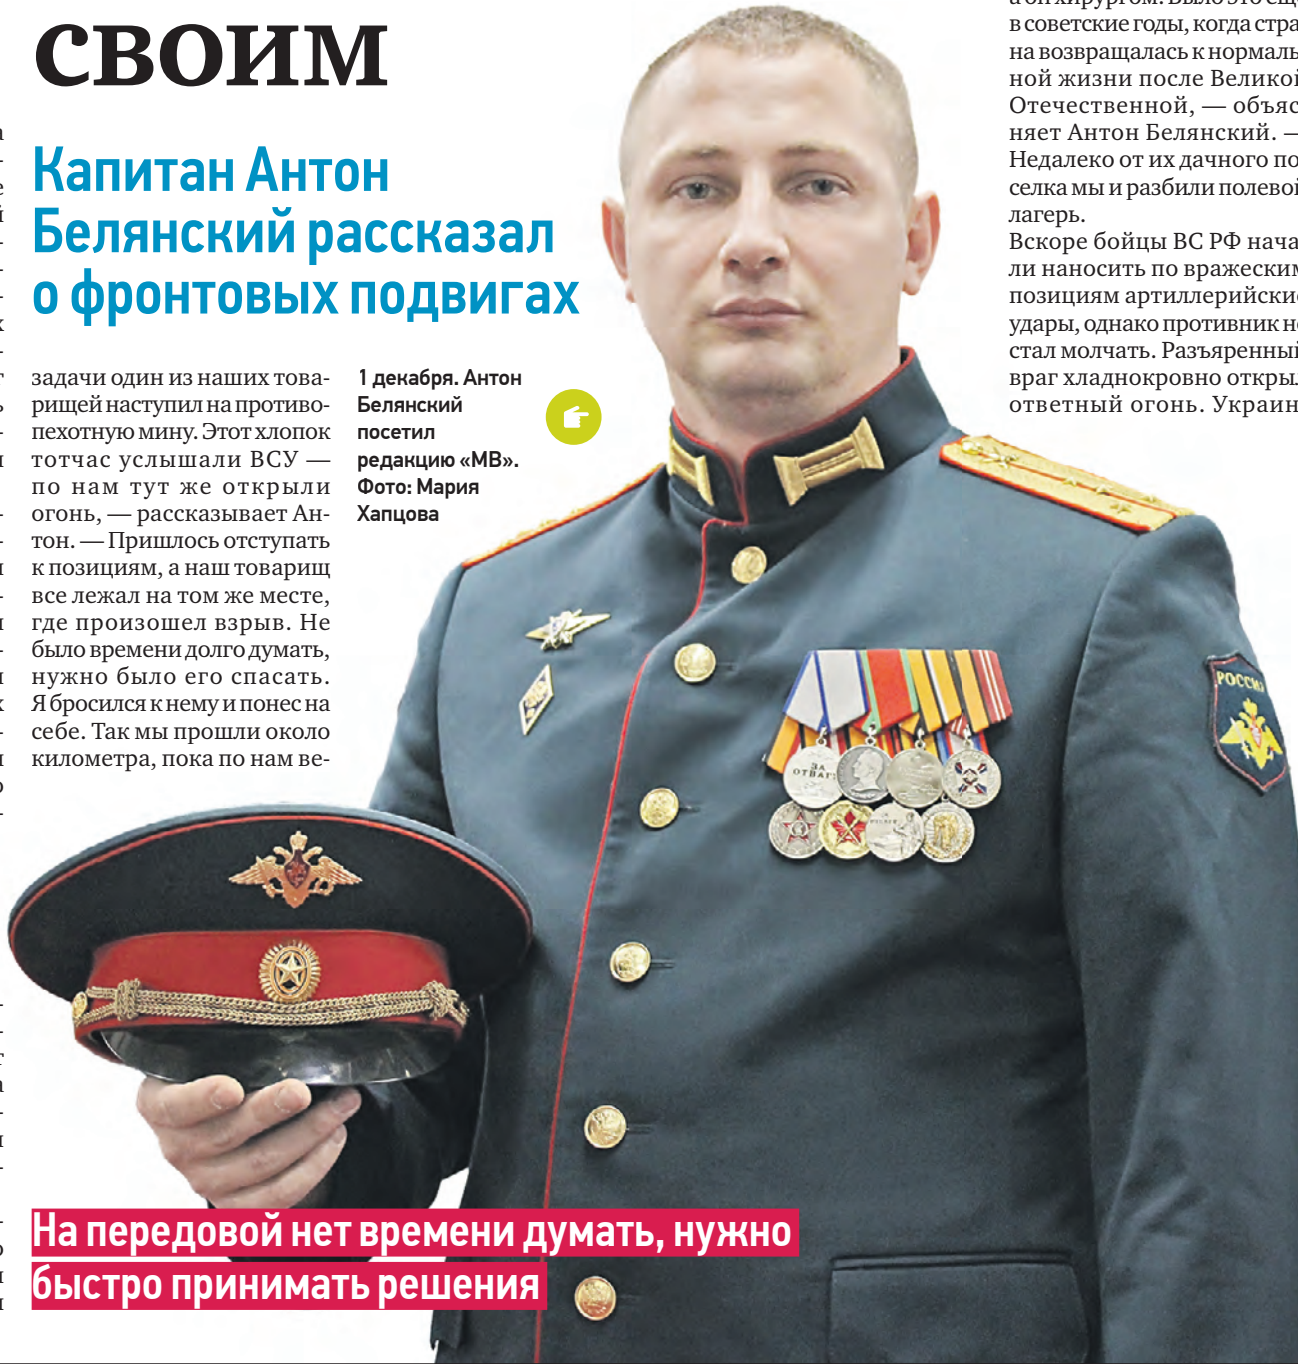 своим
Капитан Антон
Белянский рассказал
о фронтовых подвигах
задачи один из наших това-
рищей наступил на противо-
пехотную мину. Этот хлопок
тотчас услышали ВСУ —
по нам тут же открыли
огонь, — рассказывает Ан-
тон. — Пришлось отступать
к позициям, а наш товарищ
все лежал на том же месте,
где произошел взрыв. Не
было времени долго думать,
нужно было его спасать.
Я бросился к нему и понес на
себе. Так мы прошли около
километра, пока по нам ве-
1 декабря. Антон
Белянский
посетил
редакцию «МВ».
Фото: Мария
Хапцова
в советские годы, когда стра
на возвращалась к нормаль
ной жизни после Великой
Отечественной, — объяс
няет Антон Белянский. —
Недалеко от их дачного по
селка мы и разбили полевой
лагерь.
Вскоре бойцы ВС РФ нача
ли наносить по вражеским
позициям артиллерийские
удары, однако противник не
стал молчать. Разъяренный
враг хладнокровно открыл
ответный огонь. Украин
РОССИЯ
ЗА
ОТВАГУ
На передовой нет времени думать, нужно
быстро принимать решения